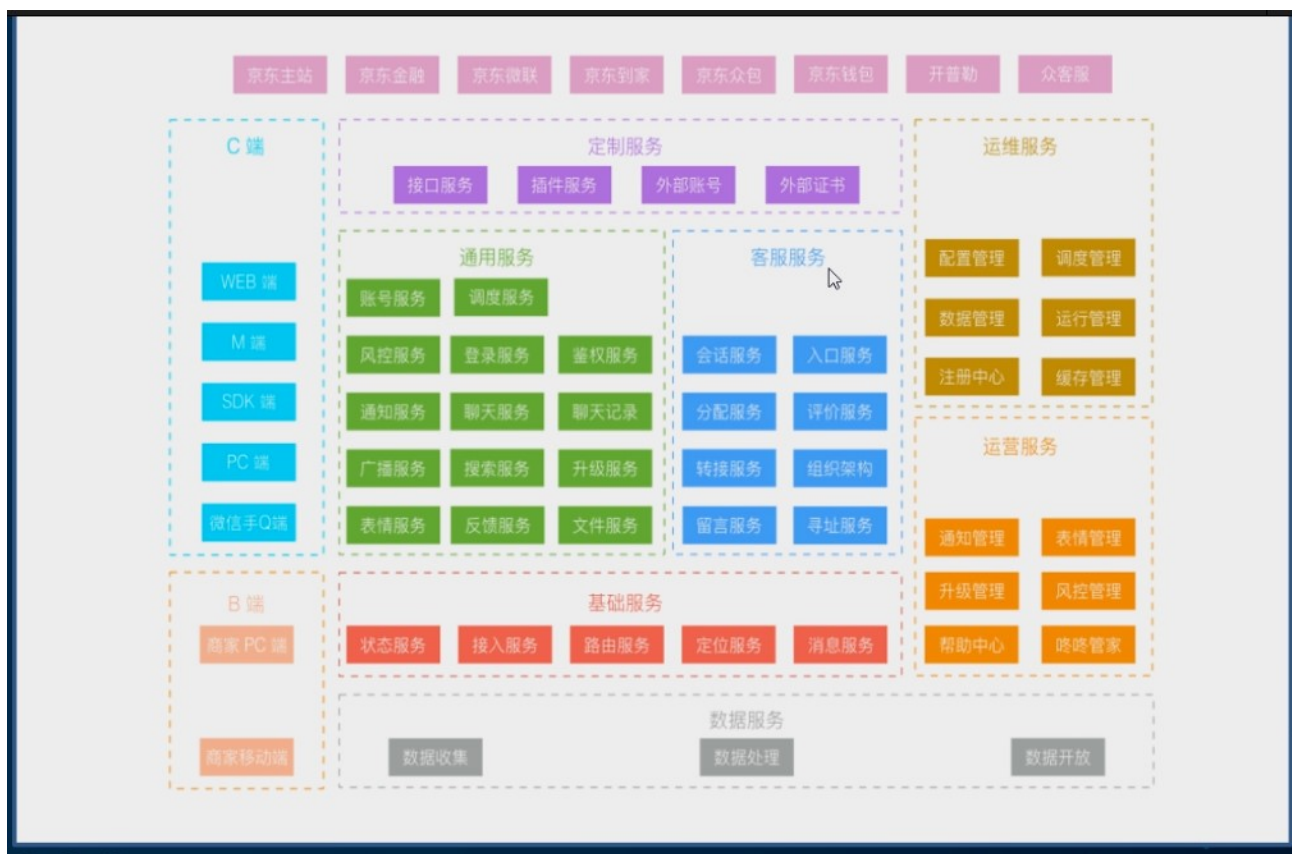 京东主站 京东金融 京东微联 京东到家 京东众包 京东钱包 开普勒 众客服
C 端
WEB 端
M 端
SDK 端
PC 端
微信手Q端
定制服务
接口服务 插件服务 外部账号 外部证书
通用服务
账号服务 调度服务
风控服务 登录服务 鉴权服务
通知服务 聊天服务 聊天记录
广播服务 搜索服务 升级服务
表情服务 反馈服务 文件服务
客服服务
会话服务 入口服务
分配服务 评价服务
转接服务 组织架构
留言服务 寻址服务
运维服务
配置管理 调度管理
数据管理 运行管理
注册中心 缓存管理
运营服务
通知管理 表情管理
升级管理 风控管理
帮助中心 咚咚管家
B 端
商家 PC 端
商家移动端
基础服务
状态服务 接入服务 路由服务 定位服务 消息服务
数据服务
数据收集 数据处理 数据开放